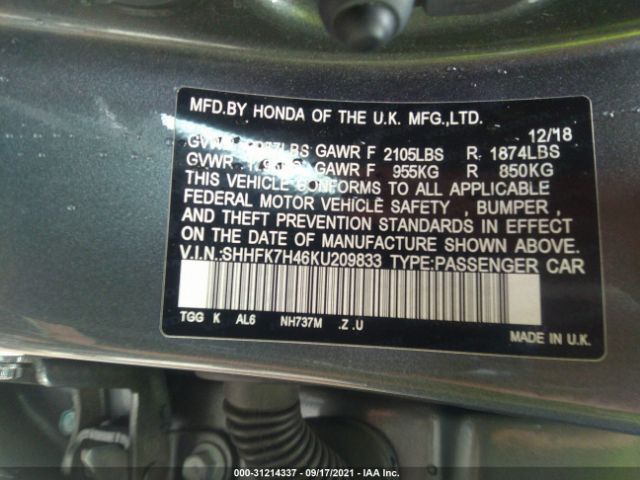 MFD.BY HONDA OF THE U.K. MFG.,LTD.
12/'18
GAWR F 2105LBS R 1874LBS
GVWR GAWR F 955KG R 850KG
THIS VEHICLE CONFORMS TO ALL APPLICABLE
FEDERAL MOTOR VEHICLE SAFETY , BUMPER ,
AND THEFT PREVENTION STANDARDS IN EFFECT
ON THE DATE OF MANUFACTURE SHOWN ABOVE.
V.I.N.:SHHFK7H46KU209833 TYPE:PASSENGER CAR
TGG K AL6 NH737M .Z .U
MADE IN U.K.
000-31214337 - 09/17/2021 - IAA Inc.